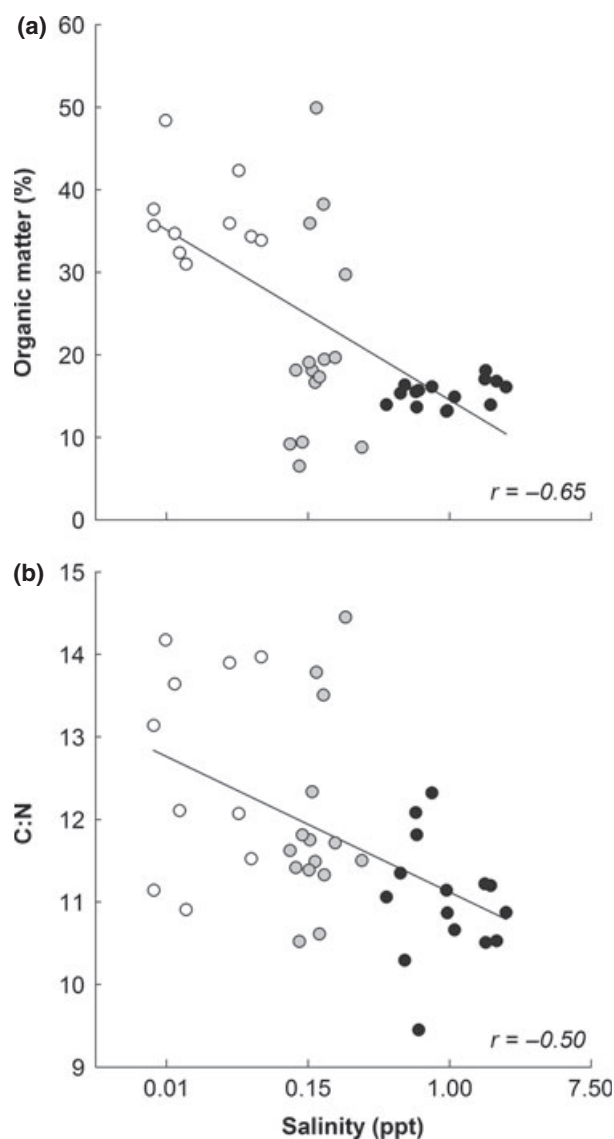 (a)
60
50
40
30
20
10
0
Organic matter (%)
r = –0.65
(b)
15
14
13
12
11
10
9
C:N
r = –0.50
0.01 0.15 1.00 7.50
Salinity (ppt)